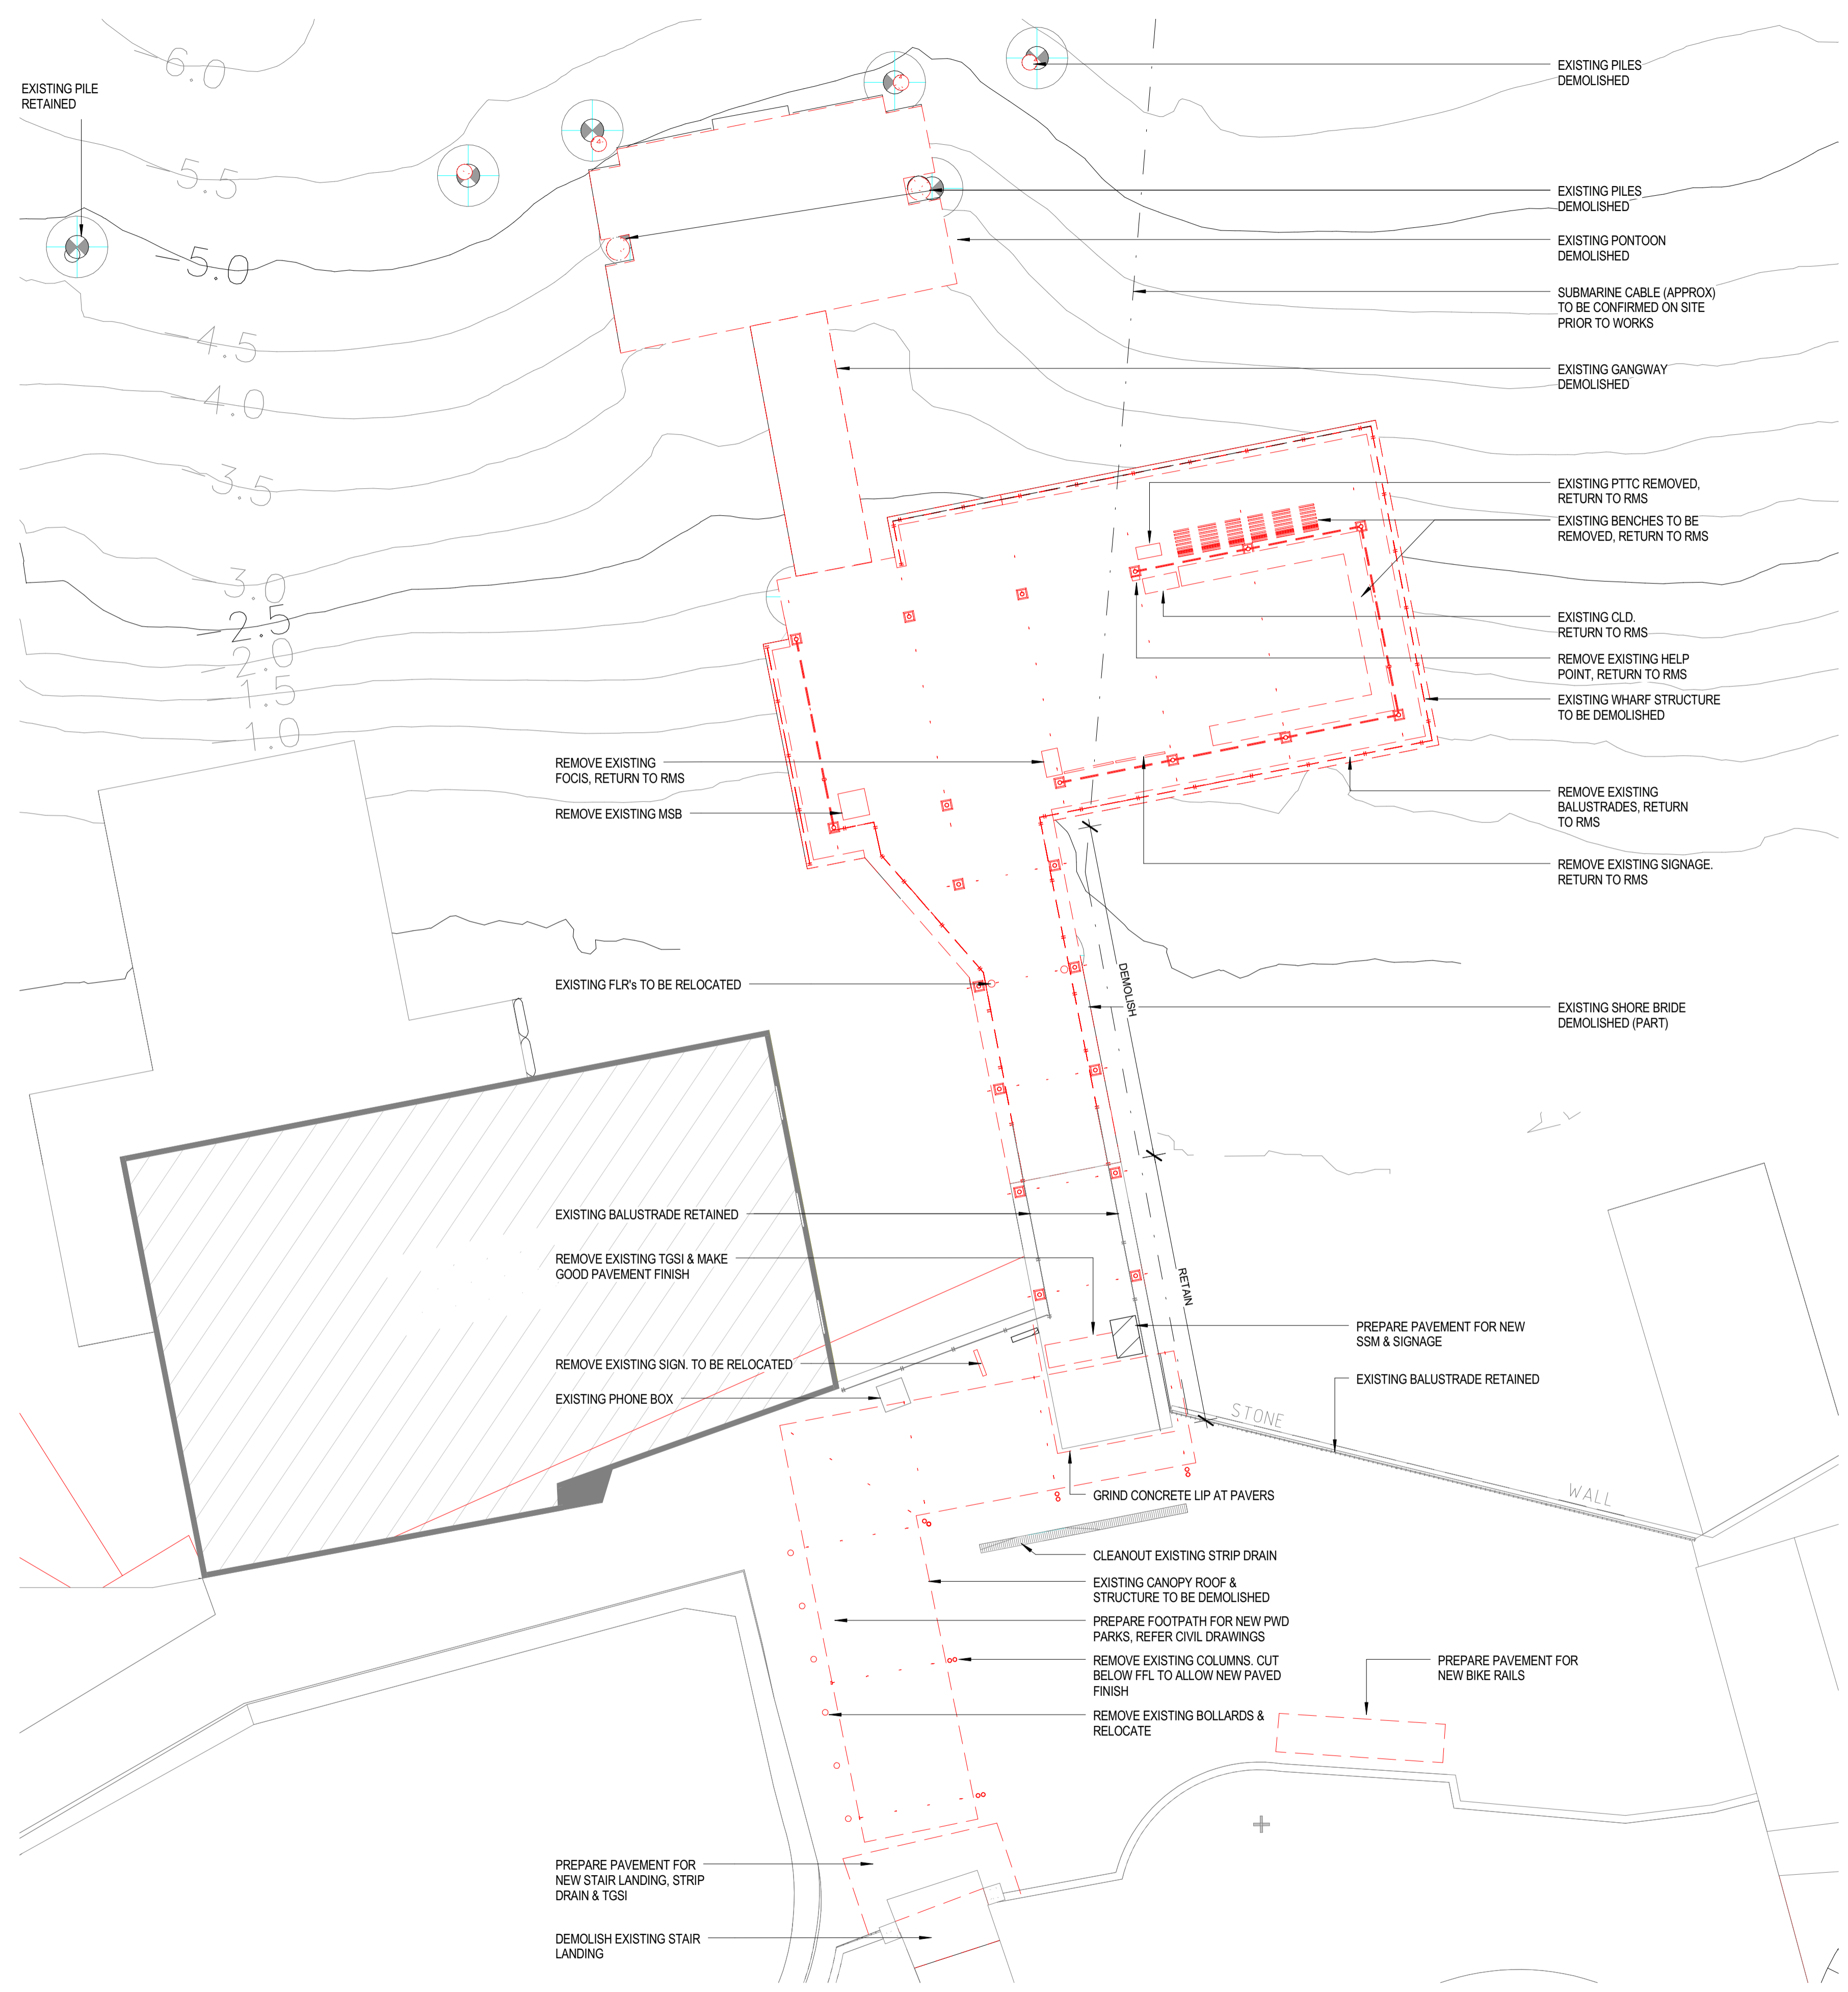 EXISTING PILE
RETAINED
6.0
5.5
5.0
4.5
4.0
3.5
3.0
2.5
2.0
1.5
1.0
EXISTING PILES
DEMOLISHED
EXISTING PILES
DEMOLISHED
EXISTING PONTOON
DEMOLISHED
SUBMARINE CABLE (APPROX)
TO BE CONFIRMED ON SITE
PRIOR TO WORKS
EXISTING GANGWAY
DEMOLISHED
EXISTING PTTC REMOVED,
RETURN TO RMS
EXISTING BENCHES TO BE
REMOVED, RETURN TO RMS
EXISTING CLD.
RETURN TO RMS
REMOVE EXISTING HELP
POINT, RETURN TO RMS
EXISTING WHARF STRUCTURE
TO BE DEMOLISHED
REMOVE EXISTING
FOCIS, RETURN TO RMS
REMOVE EXISTING MSB
REMOVE EXISTING
BALUSTRADES, RETURN
TO RMS
REMOVE EXISTING SIGNAGE.
RETURN TO RMS
EXISTING FLR's TO BE RELOCATED
DEMOLISH
EXISTING SHORE BRIDE
DEMOLISHED (PART)
EXISTING BALUSTRADE RETAINED
REMOVE EXISTING TGSI & MAKE
GOOD PAVEMENT FINISH
RETAIN
PREPARE PAVEMENT FOR NEW
SSM & SIGNAGE
REMOVE EXISTING SIGN. TO BE RELOCATED
EXISTING BALUSTRADE RETAINED
EXISTING PHONE BOX
STONE
WALL
GRIND CONCRETE LIP AT PAVERS
CLEANOUT EXISTING STRIP DRAIN
EXISTING CANOPY ROOF &
STRUCTURE TO BE DEMOLISHED
PREPARE FOOTPATH FOR NEW PWD
PARKS, REFER CIVIL DRAWINGS
REMOVE EXISTING COLUMNS. CUT
BELOW FFL TO ALLOW NEW PAVED
FINISH
PREPARE PAVEMENT FOR
NEW BIKE RAILS
REMOVE EXISTING BOLLARDS &
RELOCATE
PREPARE PAVEMENT FOR
NEW STAIR LANDING, STRIP
DRAIN & TGSI
DEMOLISH EXISTING STAIR
LANDING